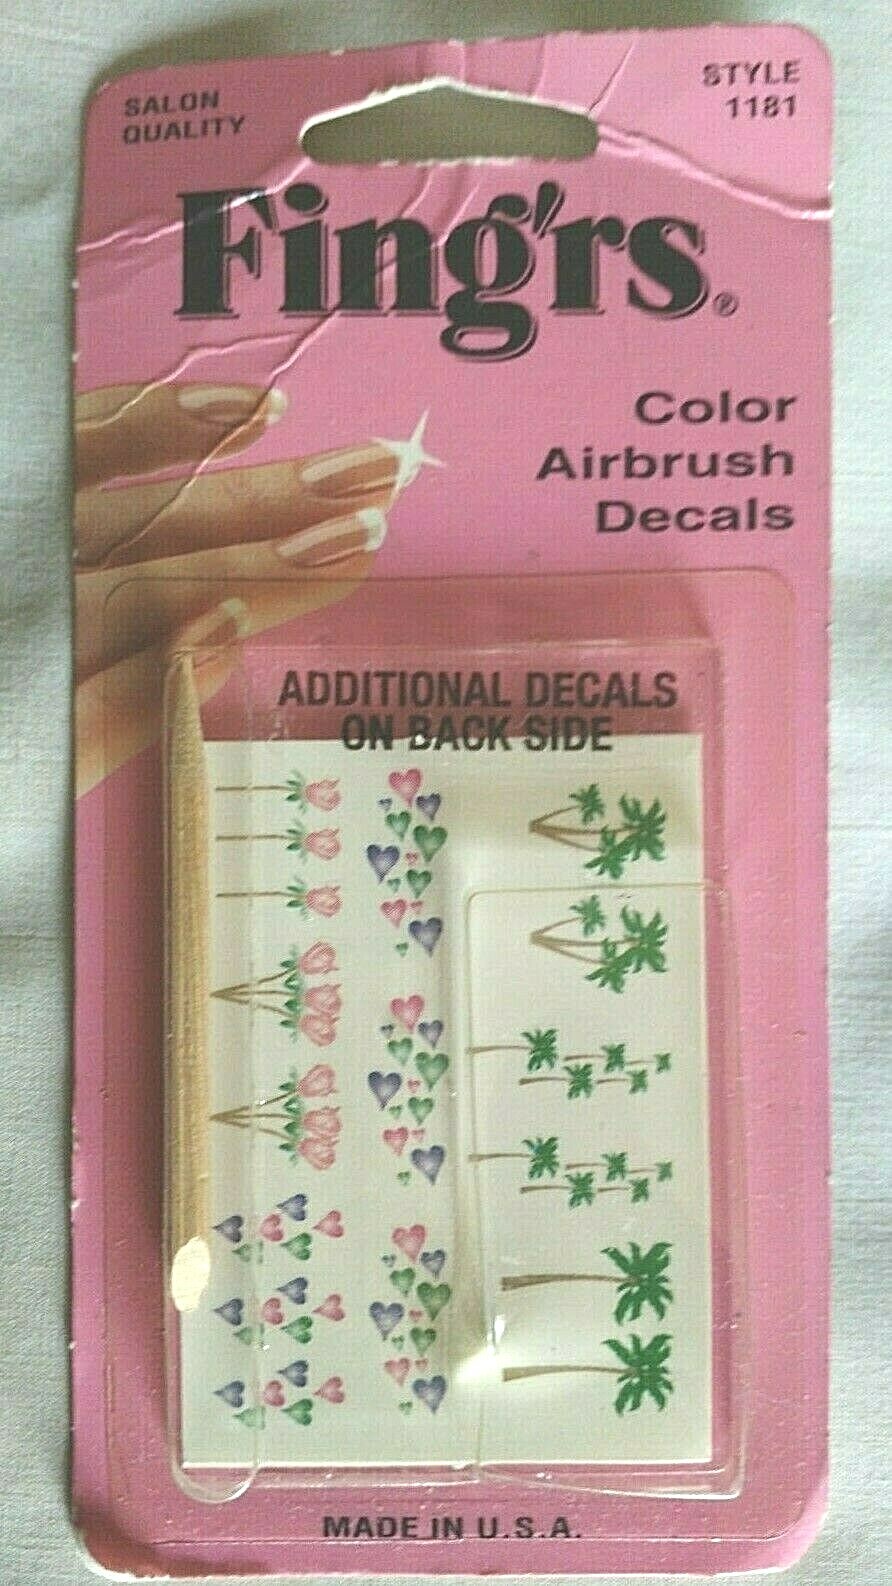 SALON
QUALITY
STYLE
1181
Fing'rs®
Color
Airbrush
Decals
ADDITIONAL DECALS
ON BACK SIDE
MADE IN U.S.A.